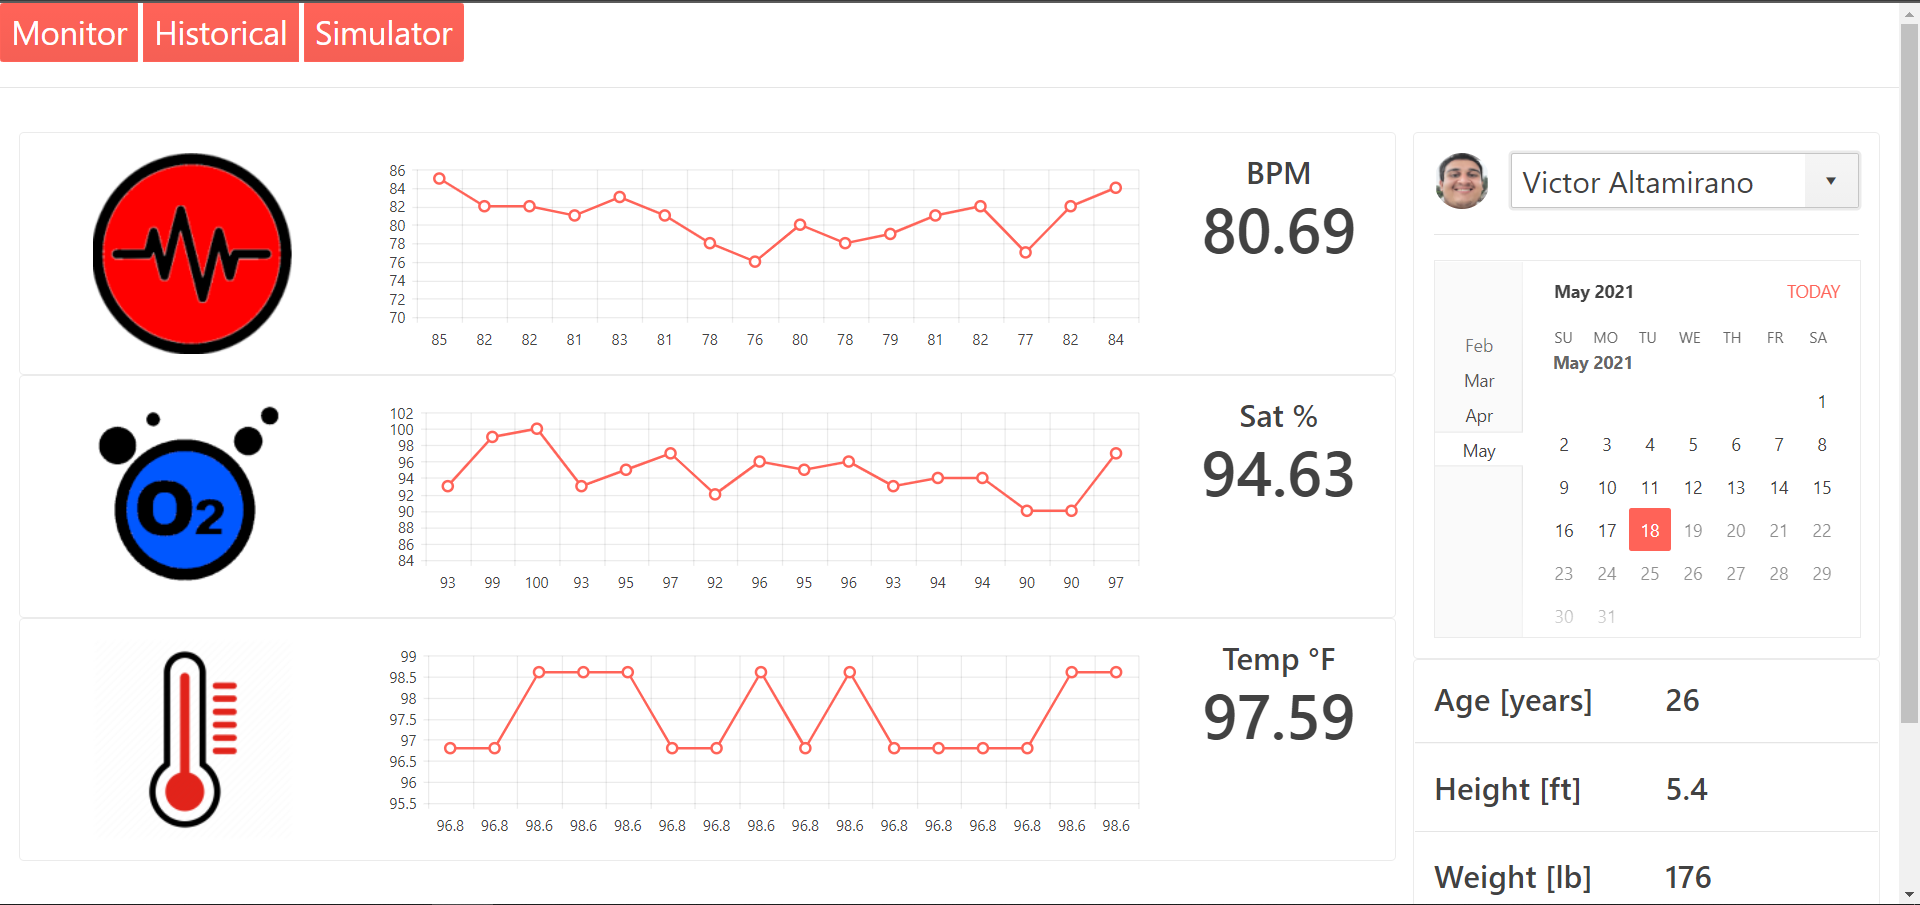 Monitor Historical Simulator
86
84
82
80
78
76
74
72
70
85 82 82 81 83 81 78 76 80 78 79 81 82 77 82 84
BPM
80.69
O2
102
100
98
96
94
92
90
88
86
84
93 99 100 93 95 97 92 96 95 96 93 94 94 90 90 97
Sat %
94.63
99
98.5
98
97.5
97
96.5
96
95.5
96.8 96.8 98.6 98.6 98.6 96.8 96.8 98.6 96.8 98.6 96.8 96.8 96.8 96.8 98.6 98.6
Temp °F
97.59
Victor Altamirano
Feb
Mar
Apr
May
May 2021 TODAY
SU MO TU WE TH FR SA
May 2021
1
2 3 4 5 6 7 8
9 10 11 12 13 14 15
16 17 18 19 20 21 22
23 24 25 26 27 28 29
30 31
Age [years] 26
Height [ft] 5.4
Weight [lb] 176